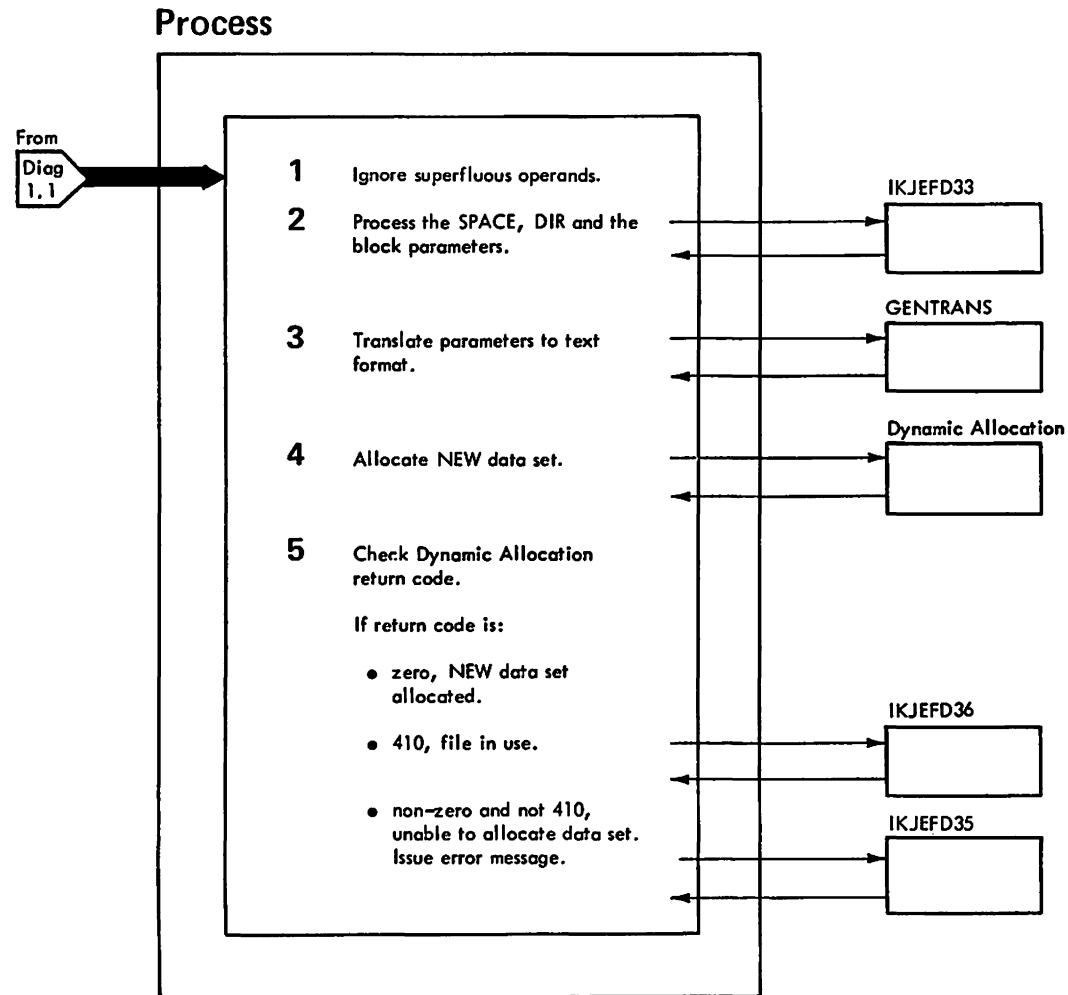 Process
From
Diag
1.1
1 Ignore superfluous operands.
2 Process the SPACE, DIR and the
block parameters.
IKJEFD33
3 Translate parameters to text
format.
GENTRANS
4 Allocate NEW data set.
Dynamic Allocation
5 Check Dynamic Allocation
return code.
If return code is:
• zero, NEW data set
allocated.
• 410, file in use.
IKJEFD36
• non-zero and not 410,
unable to allocate data set.
Issue error message.
IKJEFD35